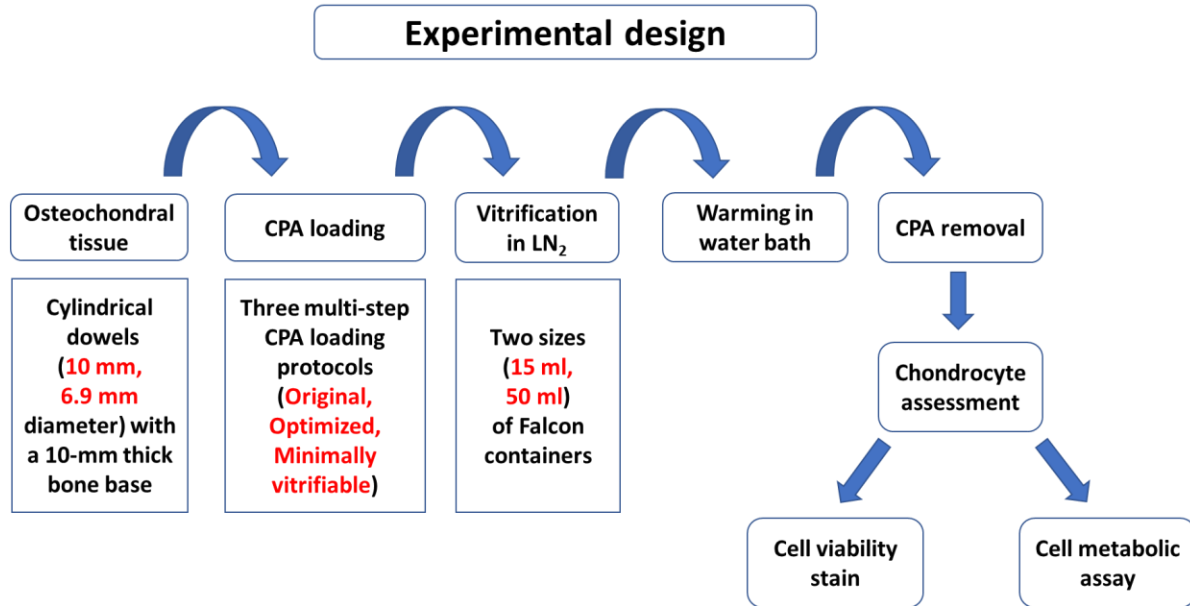 Experimental design
Osteochondral
tissue
CPA loading
Vitrification
in LN₂
Warming in
water bath
CPA removal
Cylindrical
dowels
(10 mm,
6.9 mm
diameter) with
a 10-mm thick
bone base
Three multi-step
CPA loading
protocols
(Original,
Optimized,
Minimally
vitrifiable)
Two sizes
(15 ml,
50 ml)
of Falcon
containers
Chondrocyte
assessment
Cell viability
stain
Cell metabolic
assay